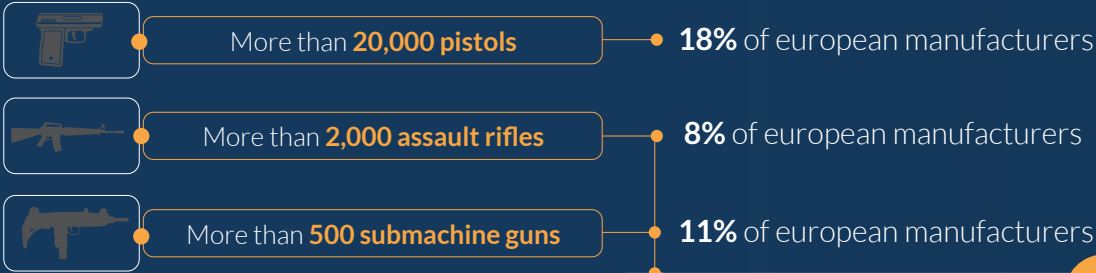 More than 20,000 pistols 18% of european manufacturers
More than 2,000 assault rifles 8% of european manufacturers
More than 500 submachine guns 11% of european manufacturers